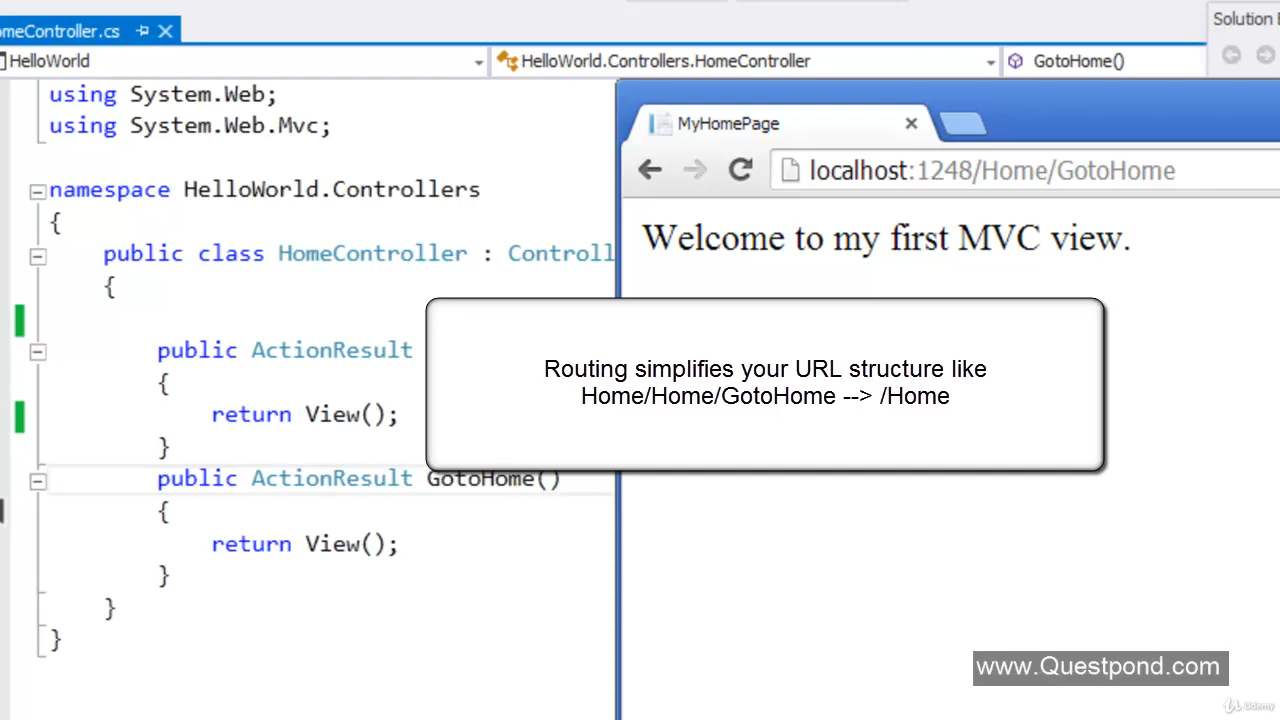 omeController.cs
Solution E
HelloWorld
HelloWorld.Controllers.HomeController
GotoHome()
using System.Web;
using System.Web.Mvc;
namespace HelloWorld.Controllers
{
public class HomeController : Controll
{
public ActionResult
{
return View();
}
public ActionResult GotoHome()
{
return View();
}
}
}
MyHomePage
localhost:1248/Home/GotoHome
Welcome to my first MVC view.
Routing simplifies your URL structure like
Home/Home/GotoHome --> /Home
www.Questpond.com
Udemy